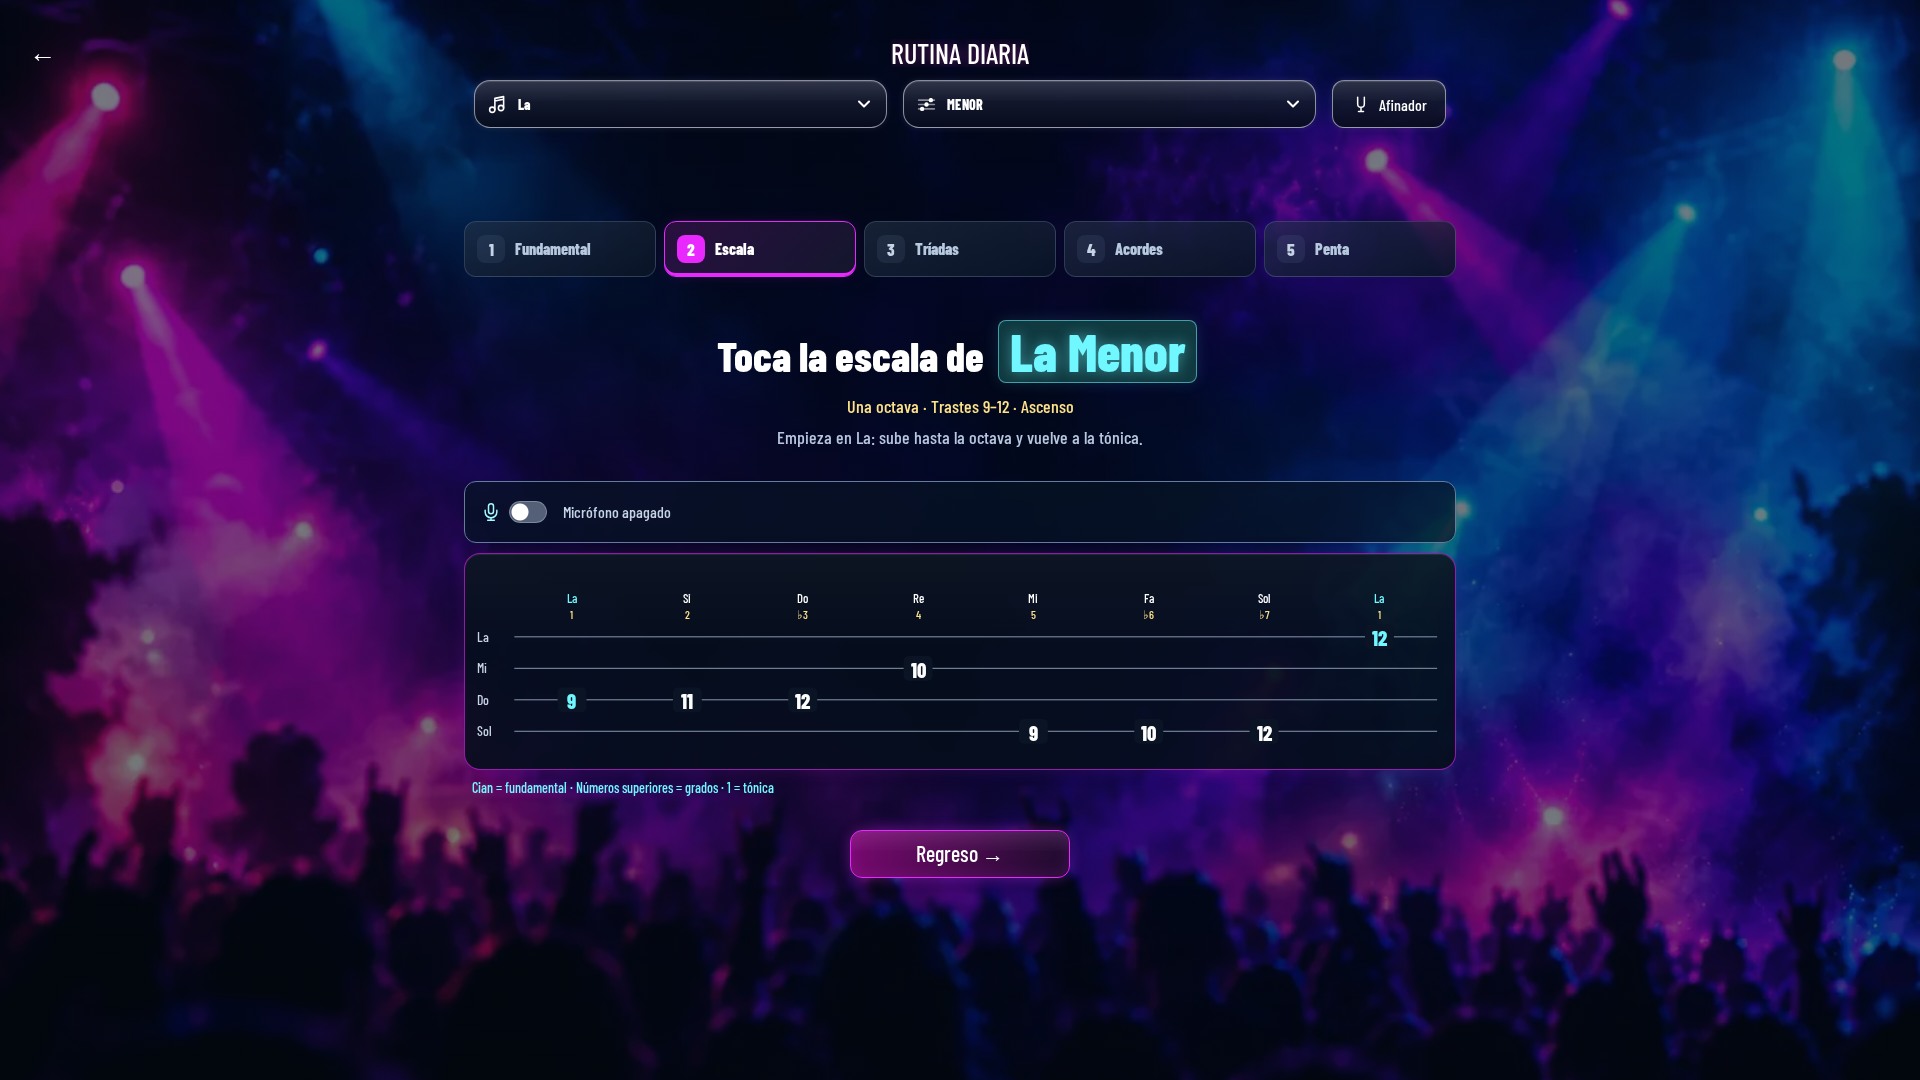 ←
RUTINA DIARIA
La
MENOR
Afinador
1 Fundamental
2 Escala
3 Tríadas
4 Acordes
5 Penta
Toca la escala de La Menor
Una octava · Trastes 9–12 · Ascenso
Empieza en La: sube hasta la octava y vuelve a la tónica.
Micrófono apagado
La Si Do Re Mi Fa Sol La
1 2 ♭3 4 5 ♭6 ♭7 1
La 12
Mi 10
Do 9 11 12
Sol 9 10 12
Cian = fundamental · Números superiores = grados · 1 = tónica
Regreso →